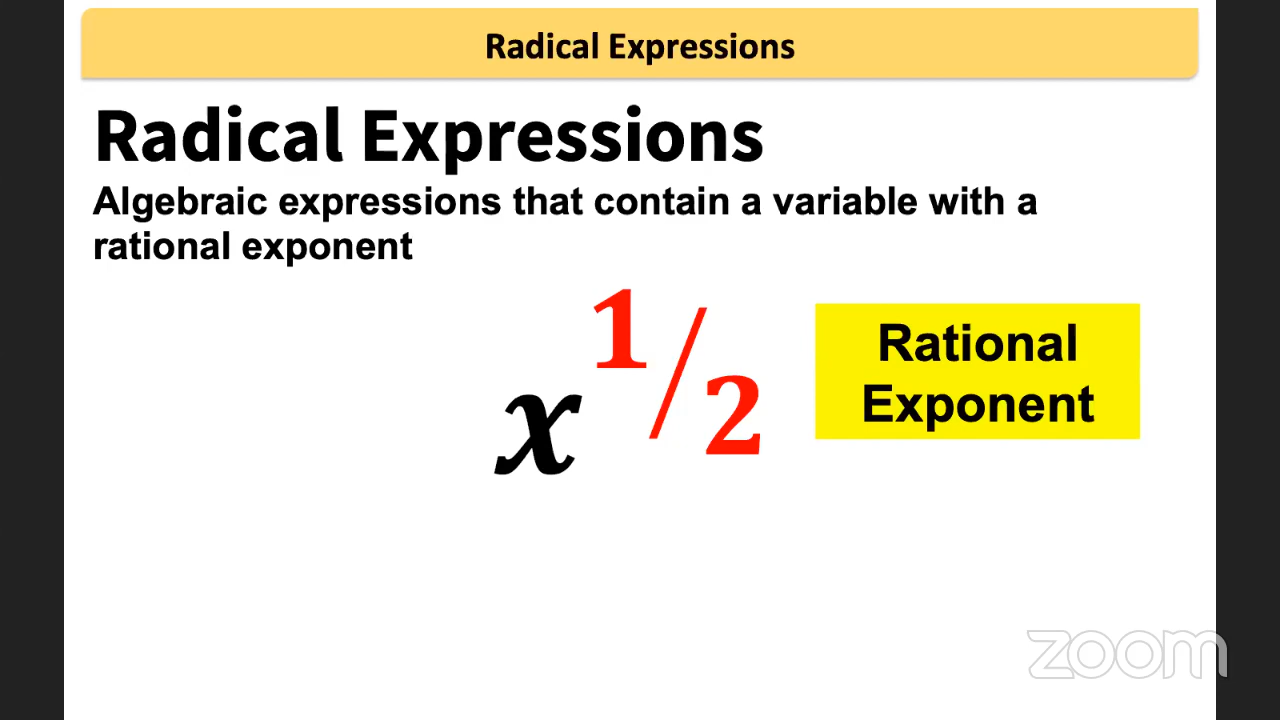 Radical Expressions
Radical Expressions
Algebraic expressions that contain a variable with a
rational exponent
x^1/2
Rational
Exponent
zoom